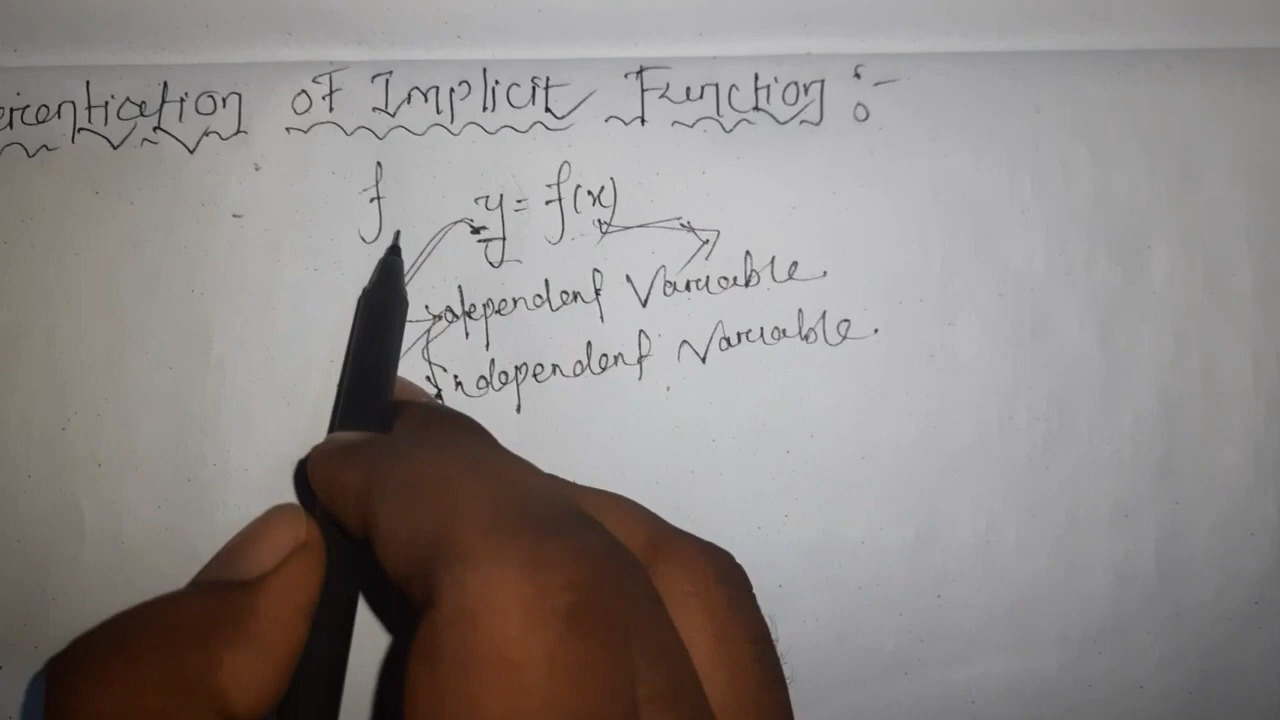 erentiation of Implicit Function :-
f y = f(x)
dependent Variable.
Independent Variable.